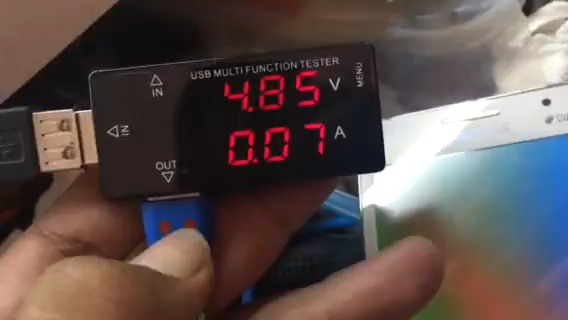 USB MULTI FUNCTION TESTER
IN
4.85 V
MENU
IN
0.07 A
OUT